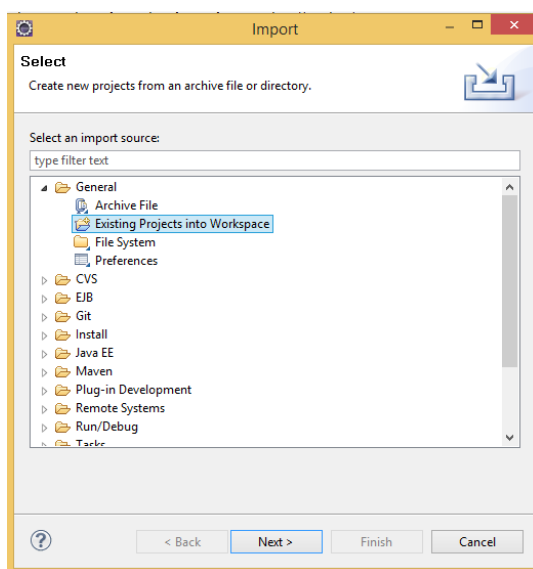 Import
Select
Create new projects from an archive file or directory.
Select an import source:
type filter text
General
Archive File
Existing Projects into Workspace
File System
Preferences
CVS
EJB
Git
Install
Java EE
Maven
Plug-in Development
Remote Systems
Run/Debug
Tasks
< Back Next > Finish Cancel